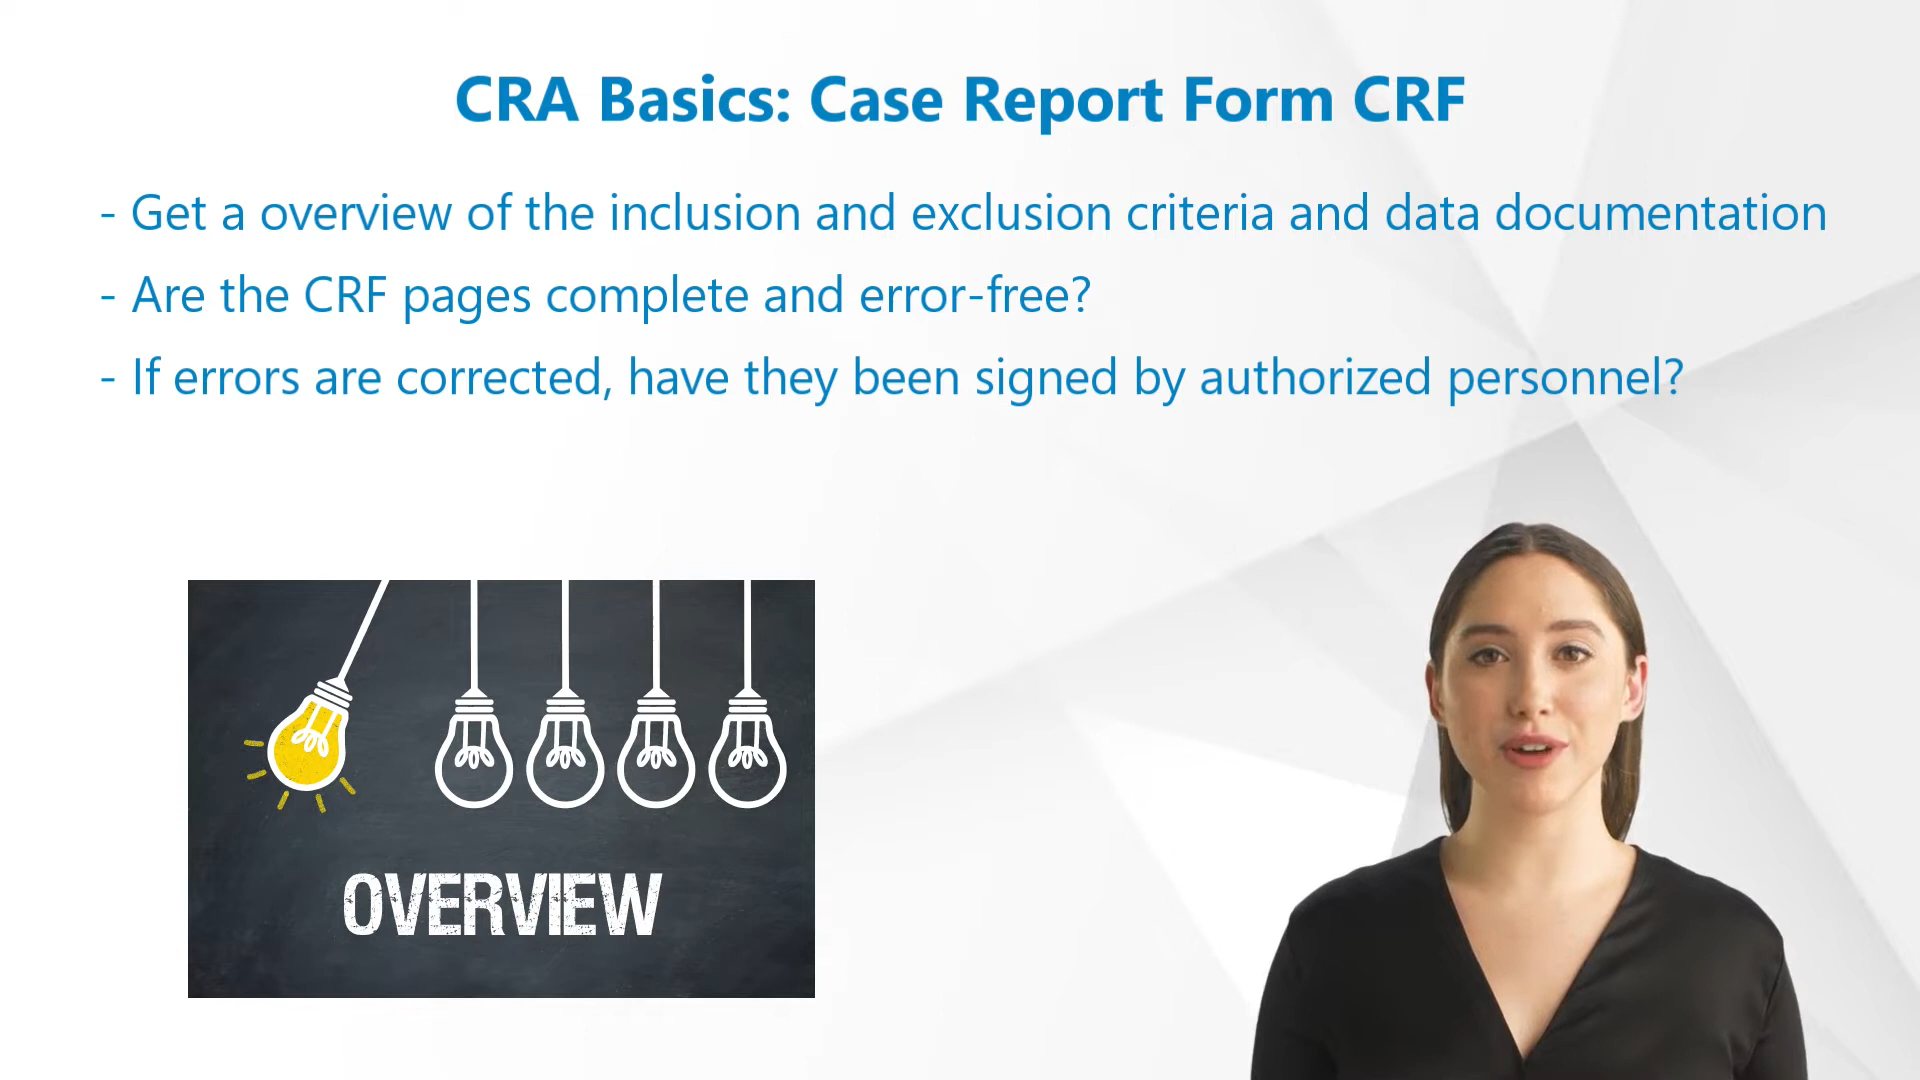 CRA Basics: Case Report Form CRF
- Get a overview of the inclusion and exclusion criteria and data documentation
- Are the CRF pages complete and error-free?
- If errors are corrected, have they been signed by authorized personnel?
OVERVIEW